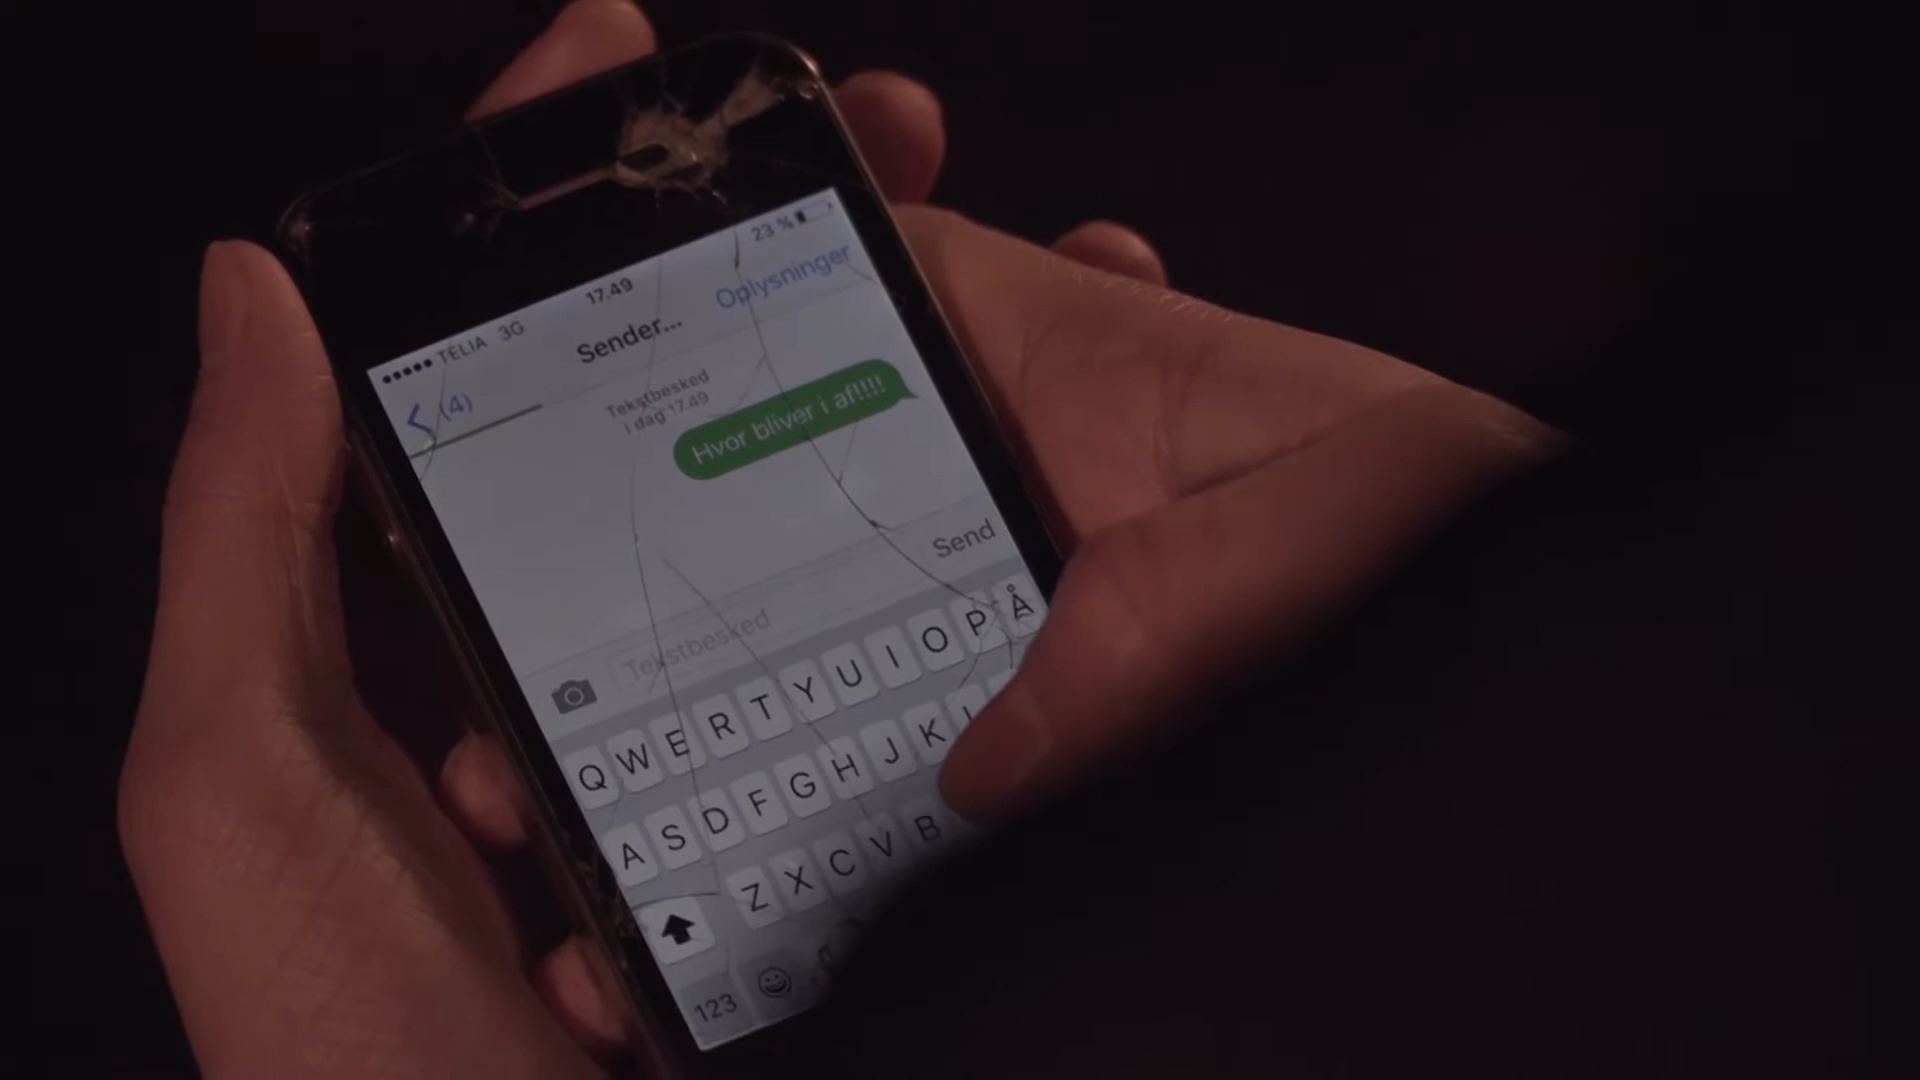 TELIA 3G 17.49 23 %
(4) Sender... Oplysninger
Tekstbesked
i dag 17.49
Hvor bliver i af!!!!
Tekstbesked Send
Q W E R T Y U I O P Å
A S D F G H J K L
Z X C V B
123